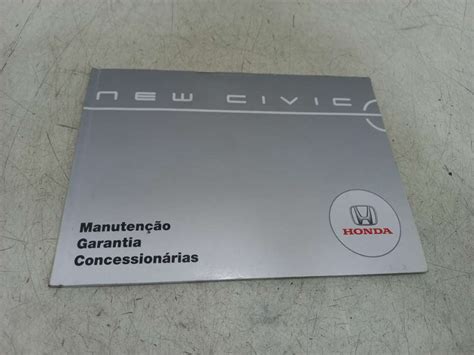 new civic
Manutenção
Garantia
Concessionárias
HONDA